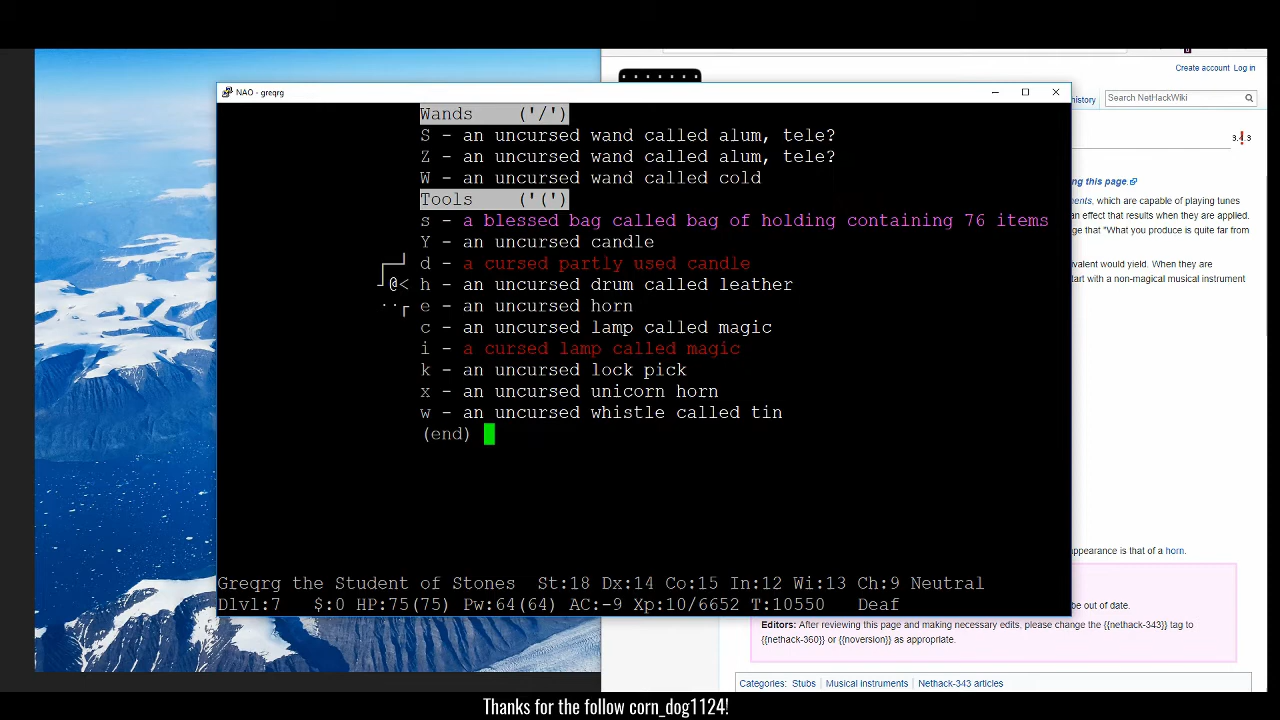 Create account Log in
NAO - greqrg
history
Search NetHackWiki
Wands ('/')
S - an uncursed wand called alum, tele?
Z - an uncursed wand called alum, tele?
W - an uncursed wand called cold
Tools ('(')
s - a blessed bag called bag of holding containing 76 items
Y - an uncursed candle
d - a cursed partly used candle
@< h - an uncursed drum called leather
e - an uncursed horn
c - an uncursed lamp called magic
i - a cursed lamp called magic
k - an uncursed lock pick
x - an uncursed unicorn horn
w - an uncursed whistle called tin
(end)
Greqrg the Student of Stones St:18 Dx:14 Co:15 In:12 Wi:13 Ch:9 Neutral
Dlvl:7 $:0 HP:75(75) Pw:64(64) AC:-9 Xp:10/6652 T:10550 Deaf
ng this page.
ments, which are capable of playing tunes
an effect that results when they are applied.
ge that "What you produce is quite far from
ivalent would yield. When they are
start with a non-magical musical instrument
appearance is that of a horn.
be out of date.
Editors: After reviewing this page and making necessary edits, please change the {{nethack-343}} tag to
{{nethack-360}} or {{noversion}} as appropriate.
Categories: Stubs Musical instruments Nethack-343 articles
Thanks for the follow corn_dog1124!